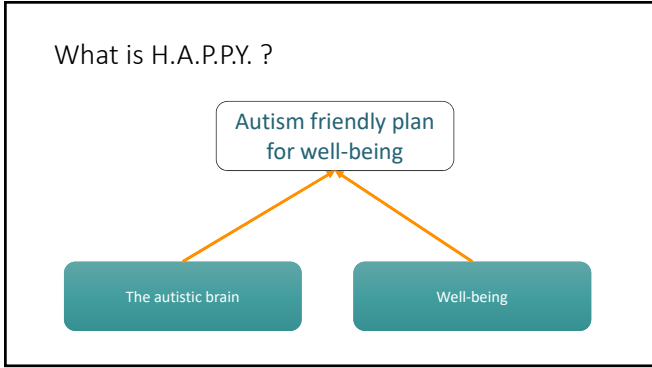 What is H.A.P.P.Y. ?
Autism friendly plan
for well-being
The autistic brain
Well-being